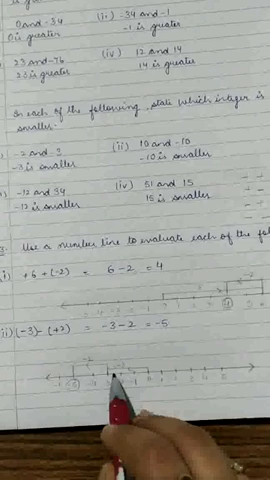 0 and -34 (ii) -34 and -1
0 is greater -1 is greater
23 and -76 (iv) 12 and 14
23 is greater 14 is greater
In each of the following, state which integer is
smaller.
-2 and -3 (ii) 10 and -10
-3 is smaller -10 is smaller
-12 and 34 (iv) 51 and 15
-12 is smaller 15 is smaller
Use a number line to evaluate each of the
(i) +6 + (-2) = 6-2 = 4
(ii) (-3) - (+2) = -3-2 = -5